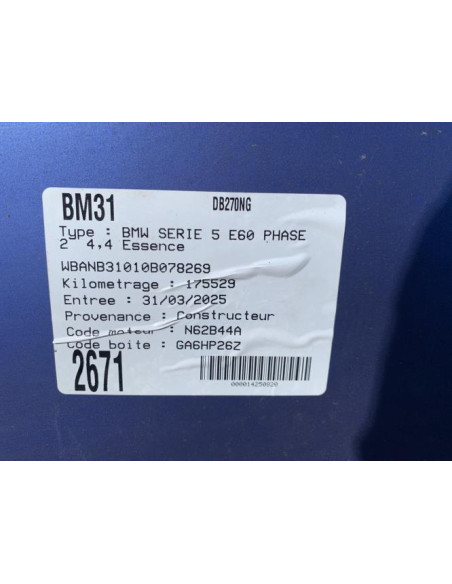 BM31 DB270NG
Type : BMW SERIE 5 E60 PHASE
2 4,4 Essence
WBANB31010B078269
Kilometrage : 175529
Entree : 31/03/2025
Provenance : Constructeur
Code moteur : N62B44A
Code boite : GA6HP26Z
2671
000014250820